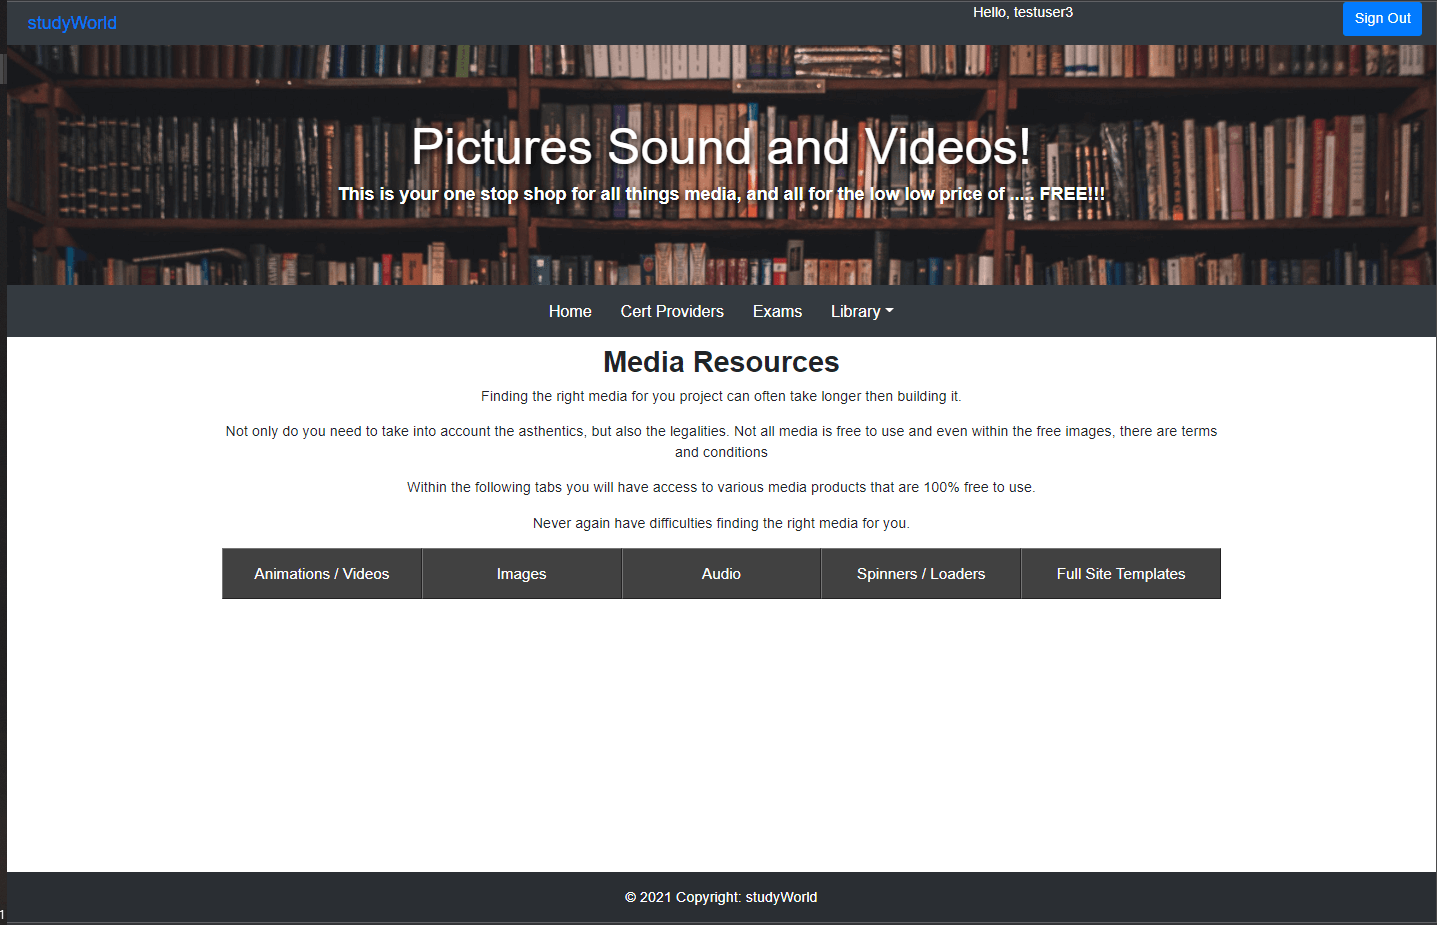 studyWorld
Hello, testuser3
Sign Out
Pictures Sound and Videos!
This is your one stop shop for all things media, and all for the low low price of ..... FREE!!!
Home
Cert Providers
Exams
Library
Media Resources
Finding the right media for you project can often take longer then building it.
Not only do you need to take into account the asthentics, but also the legalities. Not all media is free to use and even within the free images, there are terms
and conditions
Within the following tabs you will have access to various media products that are 100% free to use.
Never again have difficulties finding the right media for you.
Animations / Videos
Images
Audio
Spinners / Loaders
Full Site Templates
© 2021 Copyright: studyWorld
1